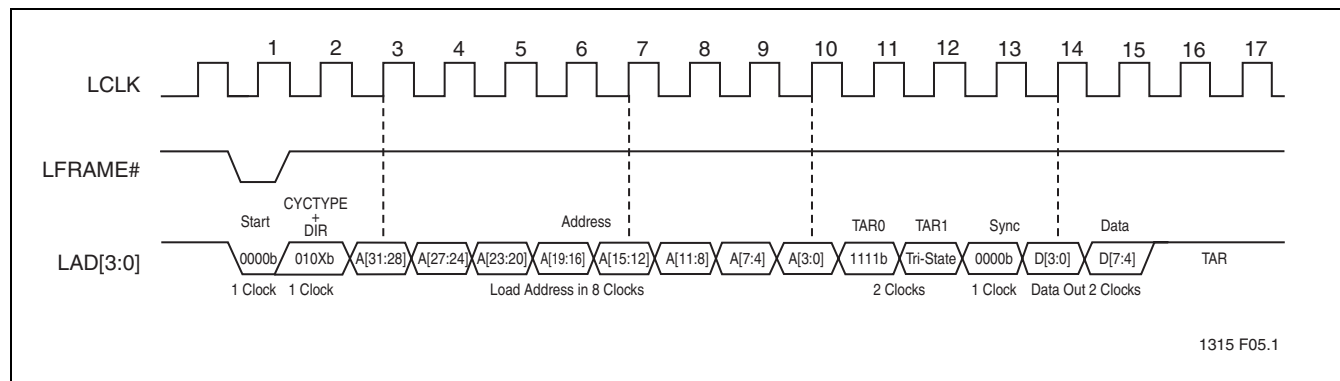 1 2 3 4 5 6 7 8 9 10 11 12 13 14 15 16 17
LCLK
LFRAME#
Start
CYCTYPE
+
DIR
Address
TAR0
TAR1
Sync
Data
LAD[3:0]
0000b 010Xb A[31:28] A[27:24] A[23:20] A[19:16] A[15:12] A[11:8] A[7:4] A[3:0] 1111b Tri-State 0000b D[3:0] D[7:4] TAR
1 Clock 1 Clock Load Address in 8 Clocks 2 Clocks 1 Clock Data Out 2 Clocks
1315 F05.1